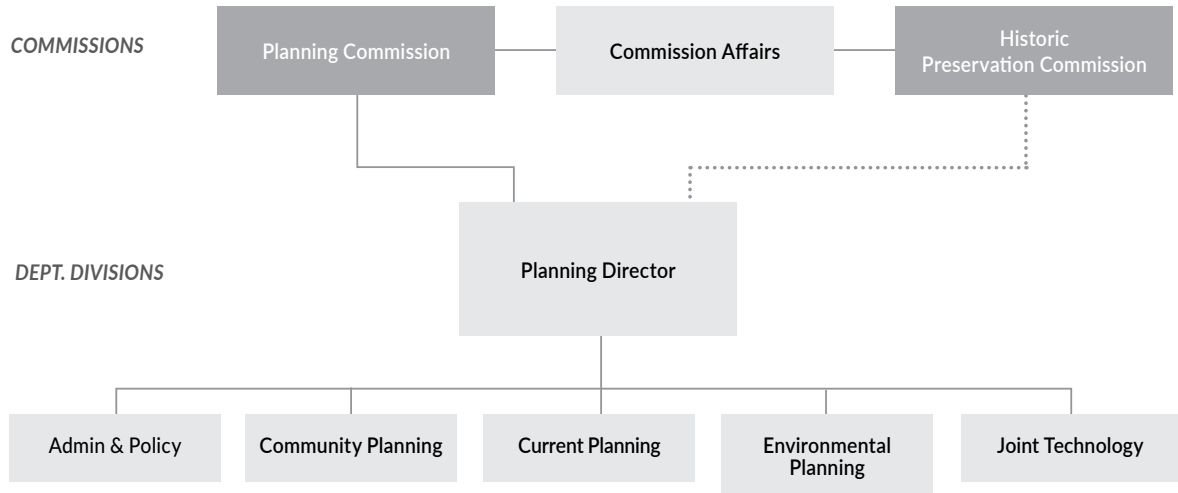 COMMISSIONS
Planning Commission
Commission Affairs
Historic
Preservation Commission
DEPT. DIVISIONS
Planning Director
Admin & Policy
Community Planning
Current Planning
Environmental
Planning
Joint Technology